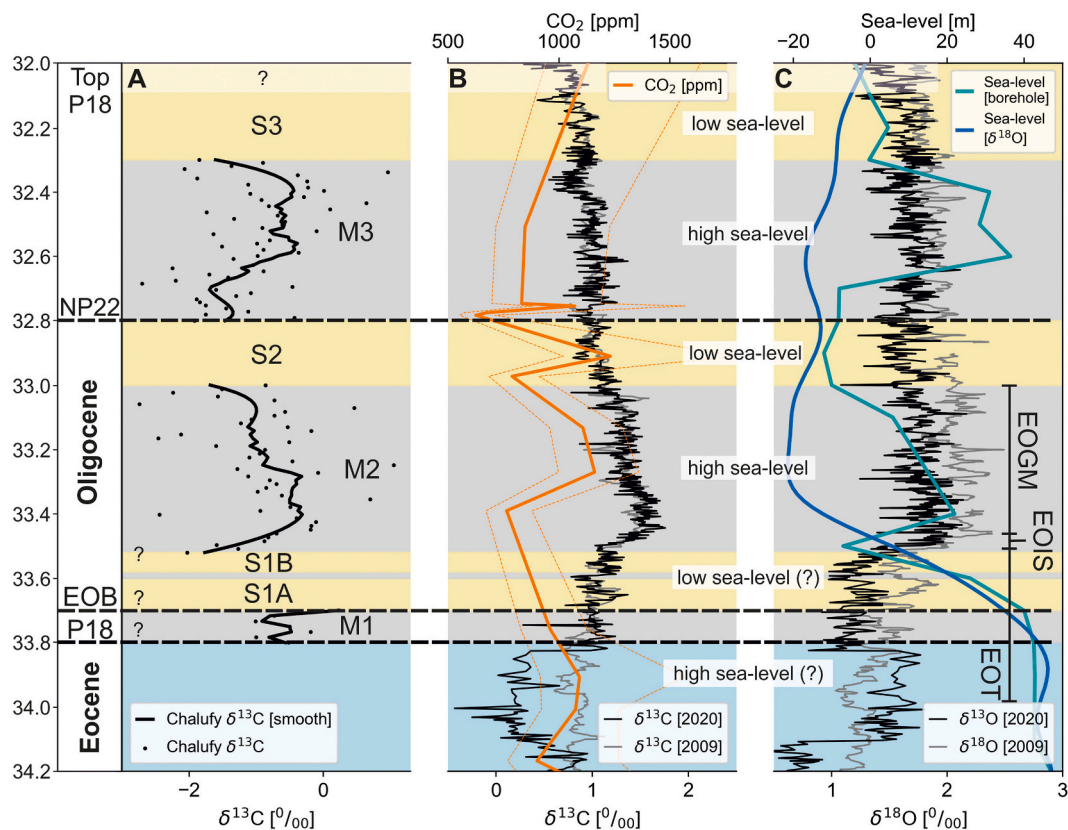 CO₂ [ppm]
Sea-level [m]
500 1000 1500
−20 0 20 40
32.0
32.2
32.4
32.6
32.8
33.0
33.2
33.4
33.6
33.8
34.0
34.2
Top
P18
NP22
Oligocene
EOB
P18
Eocene
A
?
S3
M3
S2
M2
?
S1B
S1A
?
M1
?
Chalufy δ¹³C [smooth]
Chalufy δ¹³C
−2 0
δ¹³C [⁰/₀₀]
B
CO₂ [ppm]
low sea-level
high sea-level
low sea-level
high sea-level
low sea-level (?)
high sea-level (?)
δ¹³C [2020]
δ¹³C [2009]
0 1 2
δ¹³C [⁰/₀₀]
C
Sea-level
[borehole]
Sea-level
[δ¹⁸O]
EOGM
EOIS
EOT
δ¹³O [2020]
δ¹⁸O [2009]
1 2 3
δ¹⁸O [⁰/₀₀]